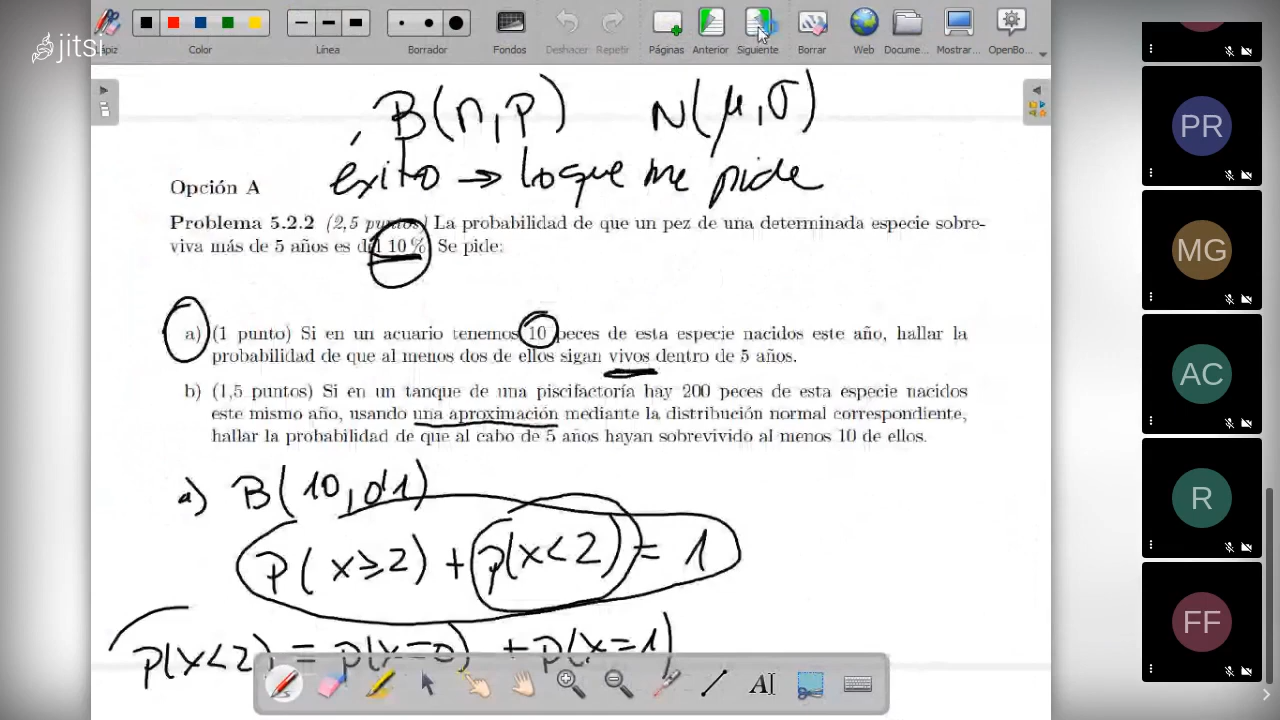 jitsi
Lápiz Color Línea Borrador Fondos Deshacer Repetir Páginas Anterior Siguiente Borrar Web Docume... Mostrar... OpenBo...
B(n,p) N(μ,σ)
éxito → lo que me pide
Opción A
Problema 5.2.2 (2,5 puntos) La probabilidad de que un pez de una determinada especie sobre-
viva más de 5 años es del 10 %. Se pide:
a) (1 punto) Si en un acuario tenemos 10 peces de esta especie nacidos este año, hallar la
probabilidad de que al menos dos de ellos sigan vivos dentro de 5 años.
b) (1,5 puntos) Si en un tanque de una piscifactoría hay 200 peces de esta especie nacidos
este mismo año, usando una aproximación mediante la distribución normal correspondiente,
hallar la probabilidad de que al cabo de 5 años hayan sobrevivido al menos 10 de ellos.
a) B(10,0'1)
P(x≥2) + p(x<2) = 1
p(x<2) = p(x=0) + p(x=1)
AI
PR
MG
AC
R
FF